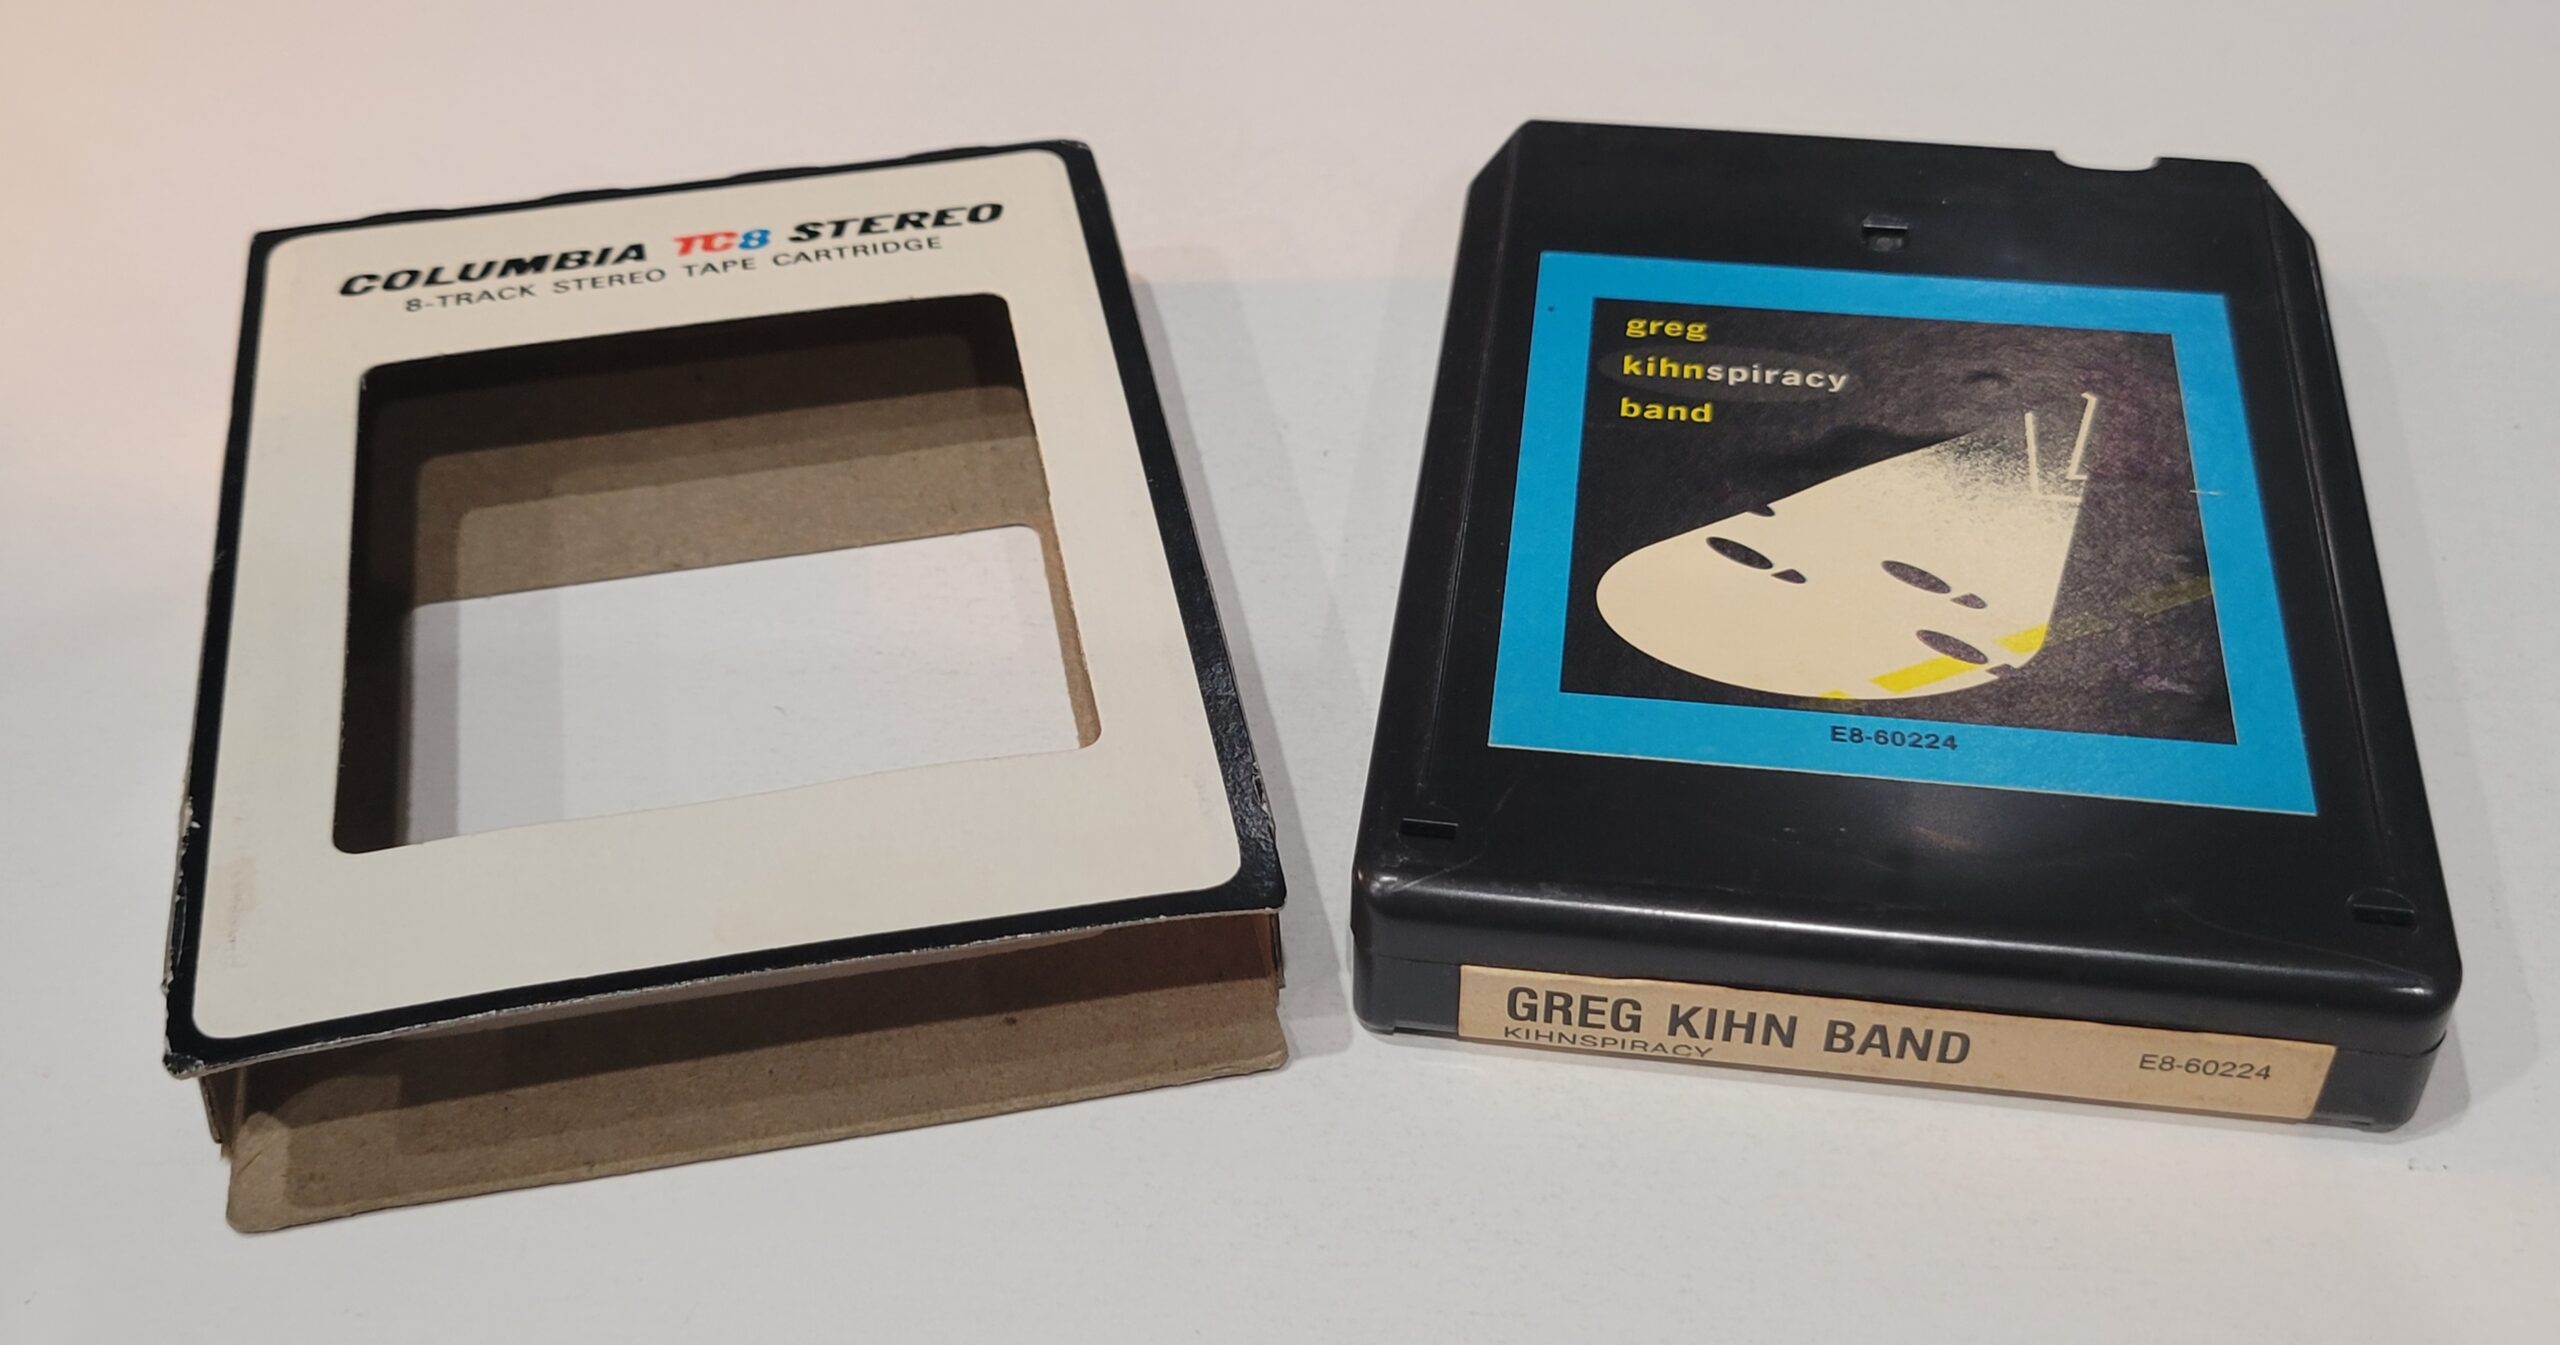 COLUMBIA TC8 STEREO
8-TRACK STEREO TAPE CARTRIDGE
greg
kihnspiracy
band
E8-60224
GREG KIHN BAND
KIHNSPIRACY
E8-60224